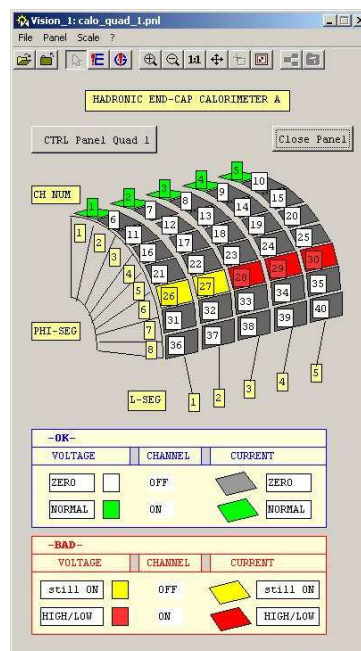 Vision_1: calo_quad_1.pnl
File Panel Scale ?
1:1
HADRONIC END-CAP CALORIMETER A
CTRL Panel Quad 1
Close Panel
CH NUM
1 2 3 4 5
6 7 8 9 10
11 12 13 14 15
16 17 18 19 20
21 22 23 24 25
26 27 28 29 30
31 32 33 34 35
36 37 38 39 40
1
2
3
4
5
6
7
8
PHI-SEG
L-SEG
1 2 3 4 5
-OK-
VOLTAGE CHANNEL CURRENT
ZERO OFF ZERO
NORMAL ON NORMAL
-BAD-
VOLTAGE CHANNEL CURRENT
still ON OFF still ON
HIGH/LOW ON HIGH/LOW